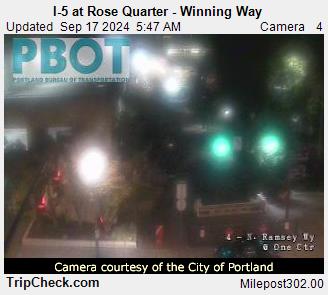 I-5 at Rose Quarter - Winning Way
Updated Sep 17 2024 5:47 AM Camera 4
PBOT
PORTLAND BUREAU OF TRANSPORTATION
4 - N. Ramsey Wy
@ One Ctr
Camera courtesy of the City of Portland
TripCheck.com Milepost302.00